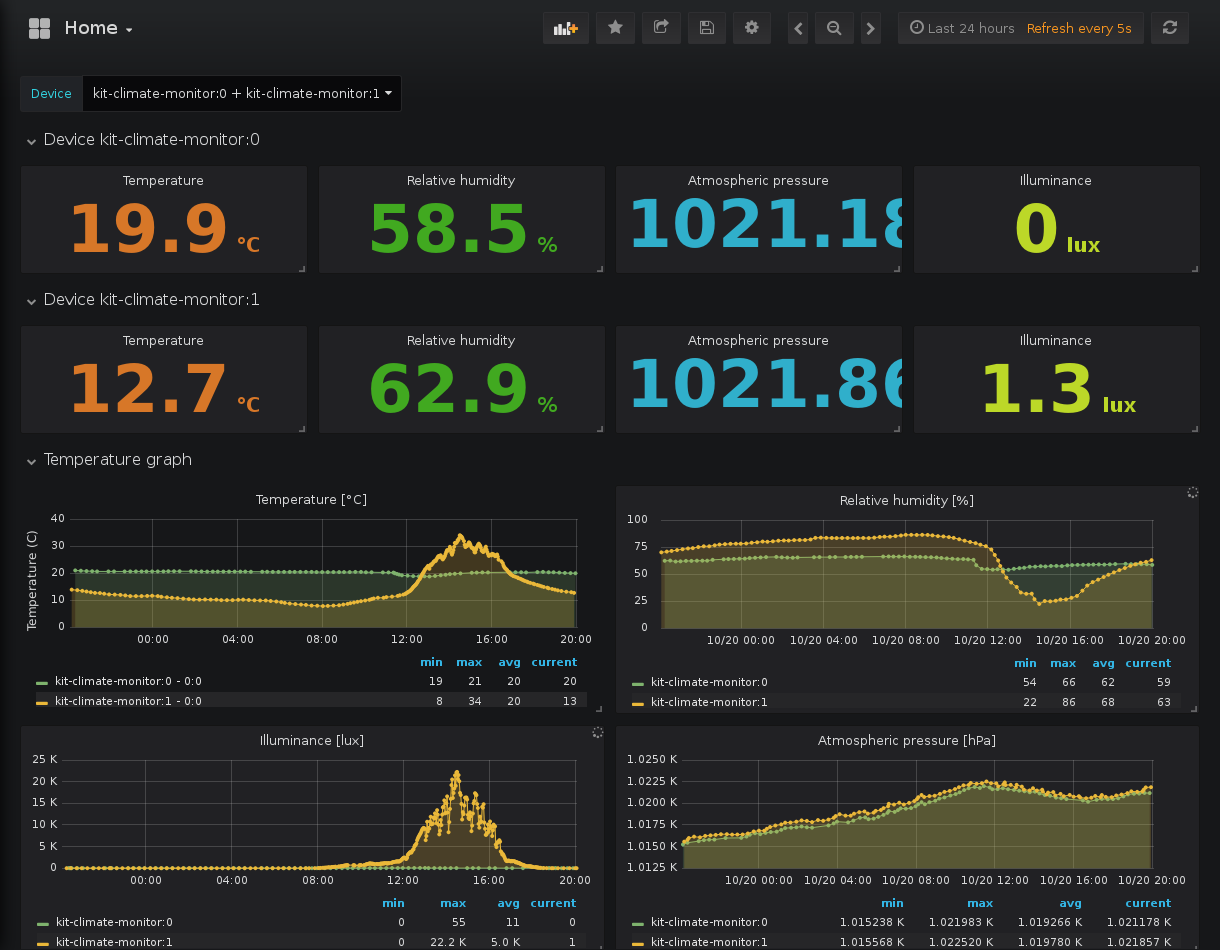 Home
Last 24 hours Refresh every 5s
Device kit-climate-monitor:0 + kit-climate-monitor:1
Device kit-climate-monitor:0
Temperature Relative humidity Atmospheric pressure Illuminance
19.9 °C 58.5 % 1021.18 0 lux
Device kit-climate-monitor:1
Temperature Relative humidity Atmospheric pressure Illuminance
12.7 °C 62.9 % 1021.86 1.3 lux
Temperature graph
Temperature [°C]
Temperature (C)
40
30
20
10
0
00:00 04:00 08:00 12:00 16:00 20:00
min max avg current
kit-climate-monitor:0 - 0:0 19 21 20 20
kit-climate-monitor:1 - 0:0 8 34 20 13
Relative humidity [%]
100
75
50
25
0
10/20 00:00 10/20 04:00 10/20 08:00 10/20 12:00 10/20 16:00 10/20 20:00
min max avg current
kit-climate-monitor:0 54 66 62 59
kit-climate-monitor:1 22 86 68 63
Illuminance [lux]
25 K
20 K
15 K
10 K
5 K
0
00:00 04:00 08:00 12:00 16:00 20:00
min max avg current
kit-climate-monitor:0 0 55 11 0
kit-climate-monitor:1 0 22.2 K 5.0 K 1
Atmospheric pressure [hPa]
1.0250 K
1.0225 K
1.0200 K
1.0175 K
1.0150 K
1.0125 K
10/20 00:00 10/20 04:00 10/20 08:00 10/20 12:00 10/20 16:00 10/20 20:00
min max avg current
kit-climate-monitor:0 1.015238 K 1.021983 K 1.019266 K 1.021178 K
kit-climate-monitor:1 1.015568 K 1.022520 K 1.019780 K 1.021857 K